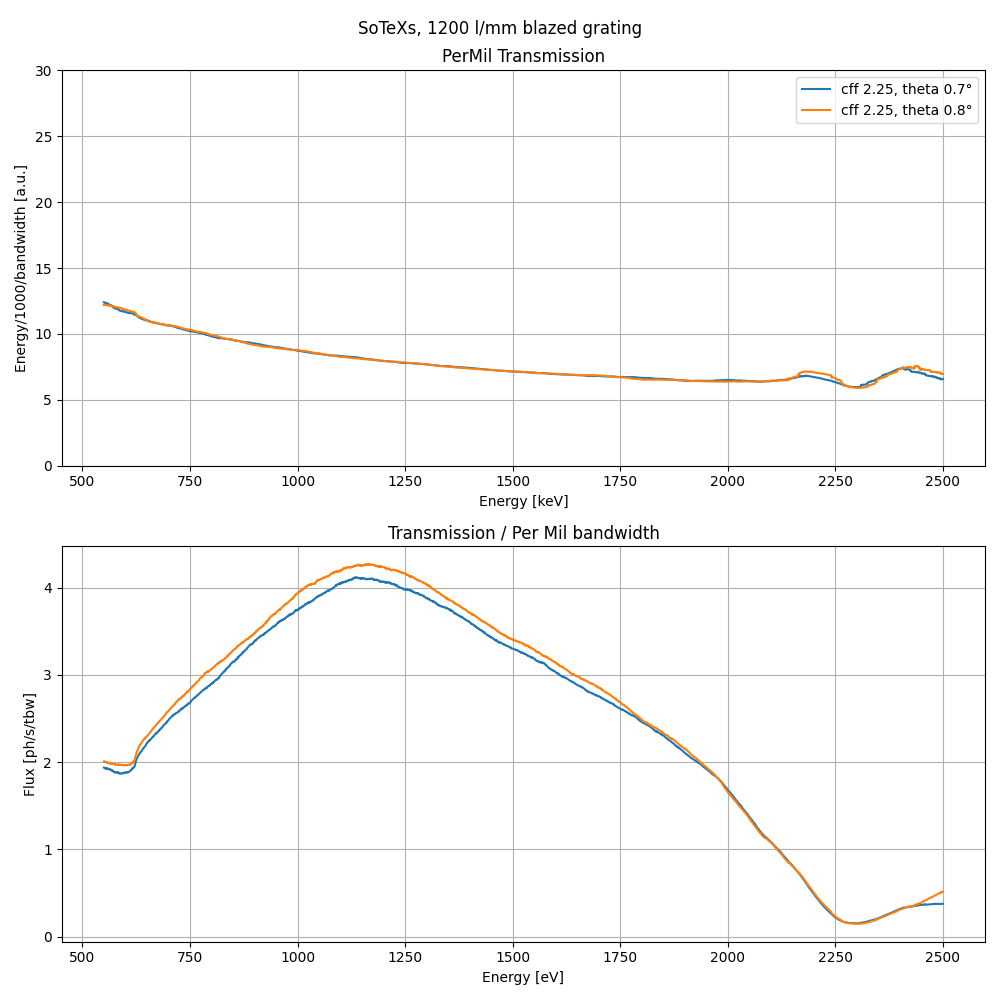 SoTeXs, 1200 l/mm blazed grating
PerMil Transmission
30
25
20
15
10
5
0
Energy/1000/bandwidth [a.u.]
cff 2.25, theta 0.7°
cff 2.25, theta 0.8°
500 750 1000 1250 1500 1750 2000 2250 2500
Energy [keV]
Transmission / Per Mil bandwidth
4
3
2
1
0
Flux [ph/s/tbw]
500 750 1000 1250 1500 1750 2000 2250 2500
Energy [eV]